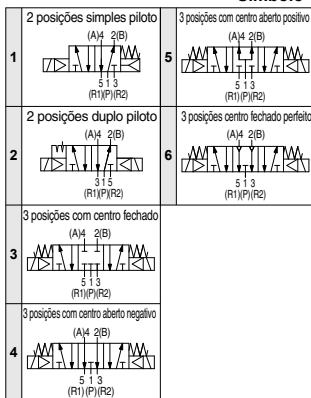 1
2 posições simples piloto
(A)4 2(B)
5 1 3
(R1)(P)(R2)
2
2 posições duplo piloto
(A)4 2(B)
3 1 5
(R1)(P)(R2)
3
3 posições com centro fechado
(A)4 2(B)
5 1 3
(R1)(P)(R2)
4
3 posições com centro aberto negativo
(A)4 2(B)
5 1 3
(R1)(P)(R2)
5
3 posições com centro aberto positivo
(A)4 2(B)
5 1 3
(R1)(P)(R2)
6
3 posições centro fechado perfeito
(A)4 2(B)
5 1 3
(R1)(P)(R2)